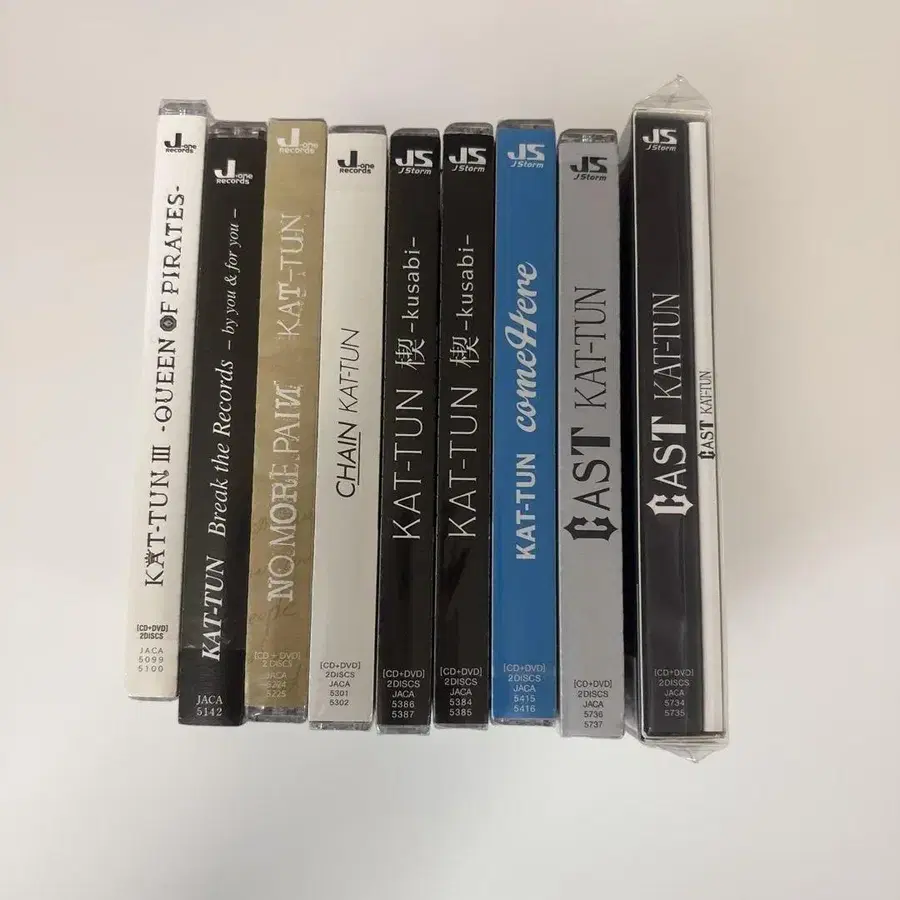 J-one
Records
KAT-TUN III -QUEEN OF PIRATES-
[CD+DVD]
2DISCS
JACA
5099
5100
J-one
Records
KAT-TUN Break the Records – by you & for you –
JACA
5142
J-one
Records
NO MORE PAIN KAT-TUN
[CD+DVD]
2DISCS
JACA
5224
5225
J-one
Records
CHAIN KAT-TUN
[CD+DVD]
2DISCS
JACA
5301
5302
JS
J Storm
KAT-TUN 楔 –kusabi–
[CD+DVD]
2DISCS
JACA
5386
5387
JS
J Storm
KAT-TUN 楔 –kusabi–
[CD+DVD]
2DISCS
JACA
5384
5385
JS
J Storm
KAT-TUN comeHere
[CD+DVD]
2DISCS
JACA
5415
5416
JS
J Storm
CAST KAT-TUN
[CD+DVD]
2DISCS
JACA
5736
5737
JS
J Storm
CAST KAT-TUN
[CD+DVD]
2DISCS
JACA
5734
5735
CAST KAT-TUN